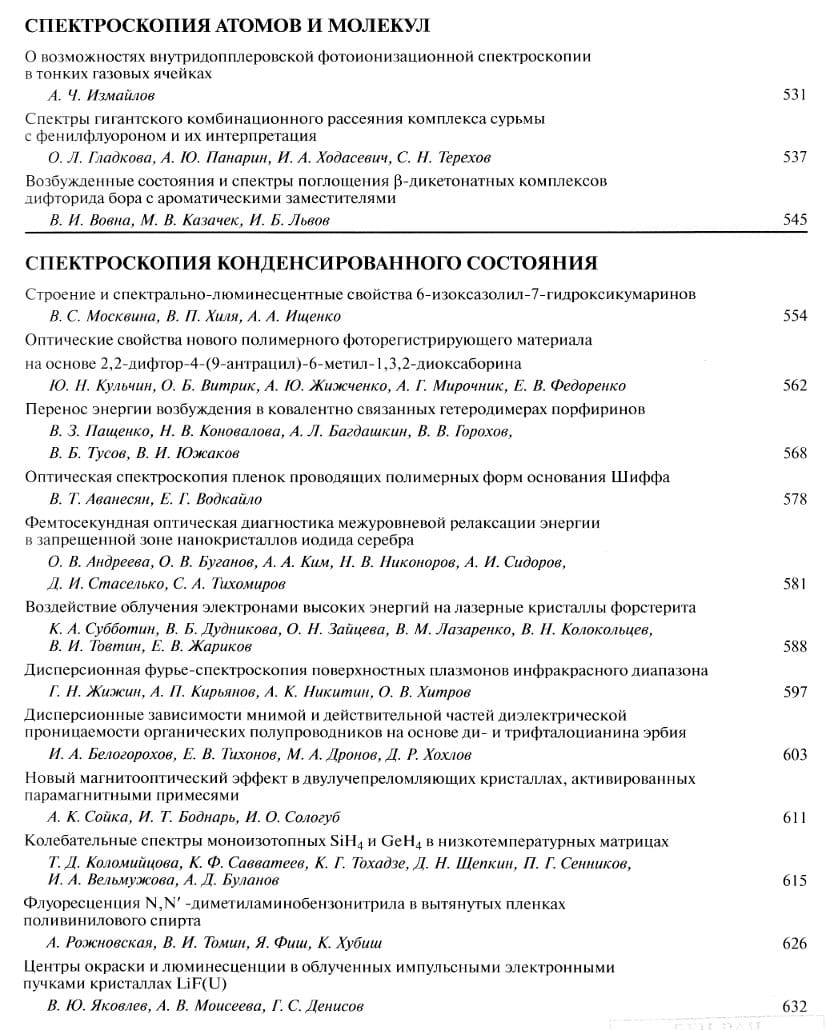 СПЕКТРОСКОПИЯ АТОМОВ И МОЛЕКУЛ
О возможностях внутридопплеровской фотоионизационной спектроскопии
в тонких газовых ячейках
А. Ч. Измайлов 531
Спектры гигантского комбинационного рассеяния комплекса сурьмы
с фенилфлуороном и их интерпретация
О. Л. Гладкова, А. Ю. Панарин, И. А. Ходасевич, С. Н. Терехов 537
Возбужденные состояния и спектры поглощения β-дикетонатных комплексов
дифторида бора с ароматическими заместителями
В. И. Вовна, М. В. Казачек, И. Б. Львов 545
СПЕКТРОСКОПИЯ КОНДЕНСИРОВАННОГО СОСТОЯНИЯ
Строение и спектрально-люминесцентные свойства 6-изоксазолил-7-гидроксикумаринов
В. С. Москвина, В. П. Хиля, А. А. Ищенко 554
Оптические свойства нового полимерного фоторегистрирующего материала
на основе 2,2-дифтор-4-(9-антрацил)-6-метил-1,3,2-диоксаборина
Ю. Н. Кульчин, О. Б. Витрик, А. Ю. Жижченко, А. Г. Мирочник, Е. В. Федоренко 562
Перенос энергии возбуждения в ковалентно связанных гетеродимерах порфиринов
В. З. Пащенко, Н. В. Коновалова, А. Л. Багдашкин, В. В. Горохов,
В. Б. Тусов, В. И. Южаков 568
Оптическая спектроскопия пленок проводящих полимерных форм основания Шиффа
В. Т. Аванесян, Е. Г. Водкайло 578
Фемтосекундная оптическая диагностика межуровневой релаксации энергии
в запрещенной зоне нанокристаллов иодида серебра
О. В. Андреева, О. В. Буганов, А. А. Ким, Н. В. Никоноров, А. И. Сидоров,
Д. И. Стаселько, С. А. Тихомиров 581
Воздействие облучения электронами высоких энергий на лазерные кристаллы форстерита
К. А. Субботин, В. Б. Дудникова, О. Н. Зайцева, В. М. Лазаренко, В. Н. Колокольцев,
В. И. Товтин, Е. В. Жариков 588
Дисперсионная фурье-спектроскопия поверхностных плазмонов инфракрасного диапазона
Г. Н. Жижин, А. П. Кирьянов, А. К. Никитин, О. В. Хитров 597
Дисперсионные зависимости мнимой и действительной частей диэлектрической
проницаемости органических полупроводников на основе ди- и трифталоцианина эрбия
И. А. Белогорохов, Е. В. Тихонов, М. А. Дронов, Д. Р. Хохлов 603
Новый магнитооптический эффект в двулучепреломляющих кристаллах, активированных
парамагнитными примесями
А. К. Сойка, И. Т. Боднарь, И. О. Сологуб 611
Колебательные спектры моноизотопных SiH₄ и GeH₄ в низкотемпературных матрицах
Т. Д. Коломийцова, К. Ф. Савватеев, К. Г. Тохадзе, Д. Н. Щепкин, П. Г. Сенников,
И. А. Вельмужова, А. Д. Буланов 615
Флуоресценция N,N′ -диметиламинобензонитрила в вытянутых пленках
поливинилового спирта
А. Рожновская, В. И. Томин, Я. Фиш, К. Хубиш 626
Центры окраски и люминесценции в облученных импульсными электронными
пучками кристаллах LiF(U)
В. Ю. Яковлев, А. В. Моисеева, Г. С. Денисов 632